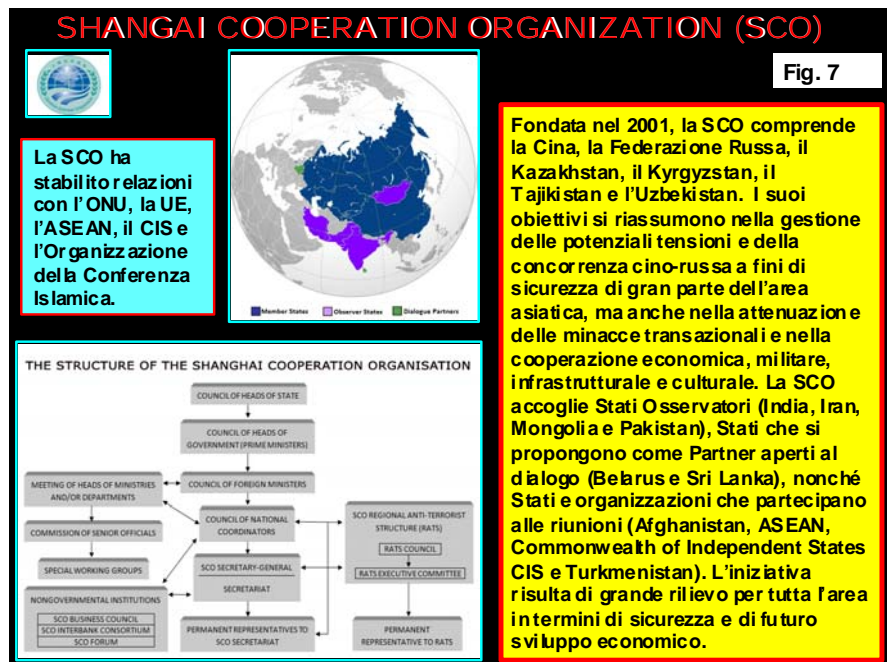 SHANGAI COOPERATION ORGANIZATION (SCO)
Fig. 7
La SCO ha
stabilito relazioni
con l'ONU, la UE,
l'ASEAN, il CIS e
l'Organizzazione
della Conferenza
Islamica.
Member States
Observer States
Dialogue Partners
Fondata nel 2001, la SCO comprende
la Cina, la Federazione Russa, il
Kazakhstan, il Kyrgyzstan, il
Tajikistan e l'Uzbekistan. I suoi
obiettivi si riassumono nella gestione
delle potenziali tensioni e della
concorrenza cino-russa a fini di
sicurezza di gran parte dell'area
asiatica, ma anche nella attenuazione
delle minacce transazionali e nella
cooperazione economica, militare,
infrastrutturale e culturale. La SCO
accoglie Stati Osservatori (India, Iran,
Mongolia e Pakistan), Stati che si
propongono come Partner aperti al
dialogo (Belarus e Sri Lanka), nonché
Stati e organizzazioni che partecipano
alle riunioni (Afghanistan, ASEAN,
Commonwealth of Independent States
CIS e Turkmenistan). L'iniziativa
risulta di grande rilievo per tutta l'area
in termini di sicurezza e di futuro
sviluppo economico.
THE STRUCTURE OF THE SHANGHAI COOPERATION ORGANISATION
COUNCIL OF HEADS OF STATE
COUNCIL OF HEADS OF
GOVERNMENT (PRIME MINISTERS)
MEETING OF HEADS OF MINISTRIES
AND/OR DEPARTMENTS
COUNCIL OF FOREIGN MINISTERS
COMMISSION OF SENIOR OFFICIALS
COUNCIL OF NATIONAL
COORDINATORS
SCO REGIONAL ANTI-TERRORIST
STRUCTURE (RATS)
RATS COUNCIL
RATS EXECUTIVE COMMITTEE
SPECIAL WORKING GROUPS
SCO SECRETARY-GENERAL
SECRETARIAT
NONGOVERNMENTAL INSTITUTIONS
SCO BUSINESS COUNCIL
SCO INTERBANK CONSORTIUM
SCO FORUM
PERMANENT REPRESENTATIVES TO
SCO SECRETARIAT
PERMANENT
REPRESENTATIVE TO RATS